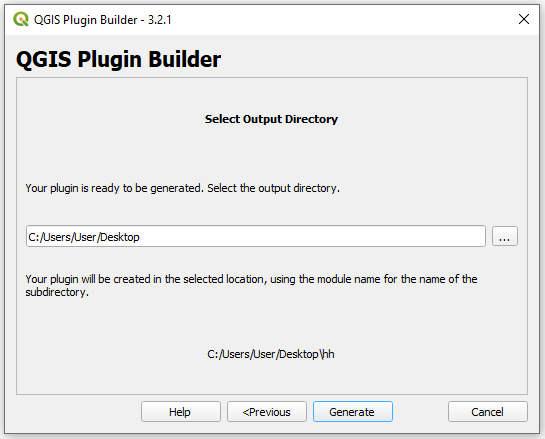 QGIS Plugin Builder - 3.2.1
QGIS Plugin Builder
Select Output Directory
Your plugin is ready to be generated. Select the output directory.
C:/Users/User/Desktop
...
Your plugin will be created in the selected location, using the module name for the name of the
subdirectory.
C:/Users/User/Desktop\hh
Help
<Previous
Generate
Cancel